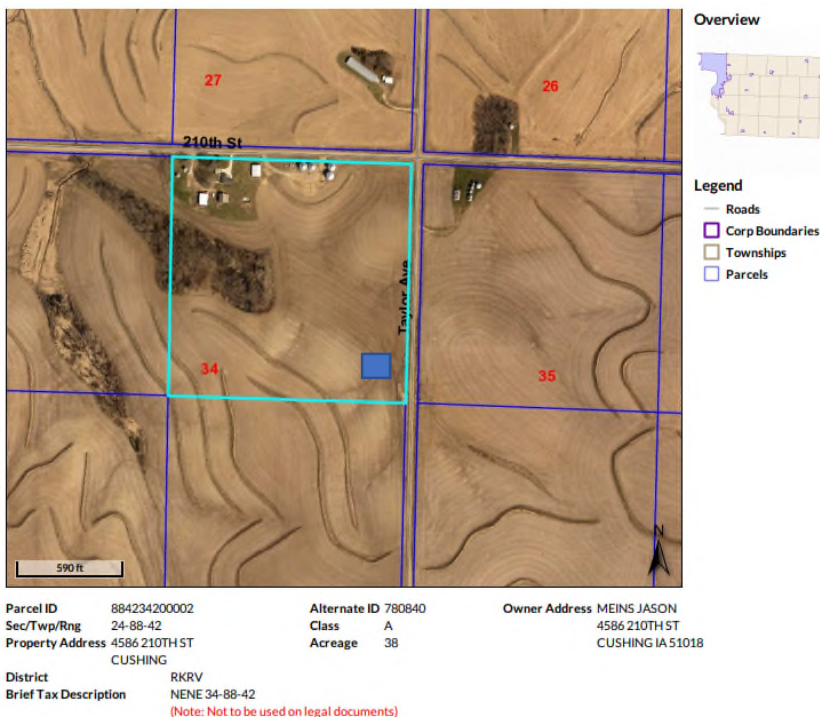 Overview
27
26
210th St
Legend
Roads
Corp Boundaries
Townships
Parcels
Taylor Ave
34
35
N
590 ft
Parcel ID 884234200002 Alternate ID 780840 Owner Address MEINS JASON
Sec/Twp/Rng 24-88-42 Class A 4586 210TH ST
Property Address 4586 210TH ST Acreage 38 CUSHING IA 51018
CUSHING
District RKRV
Brief Tax Description NENE 34-88-42
(Note: Not to be used on legal documents)